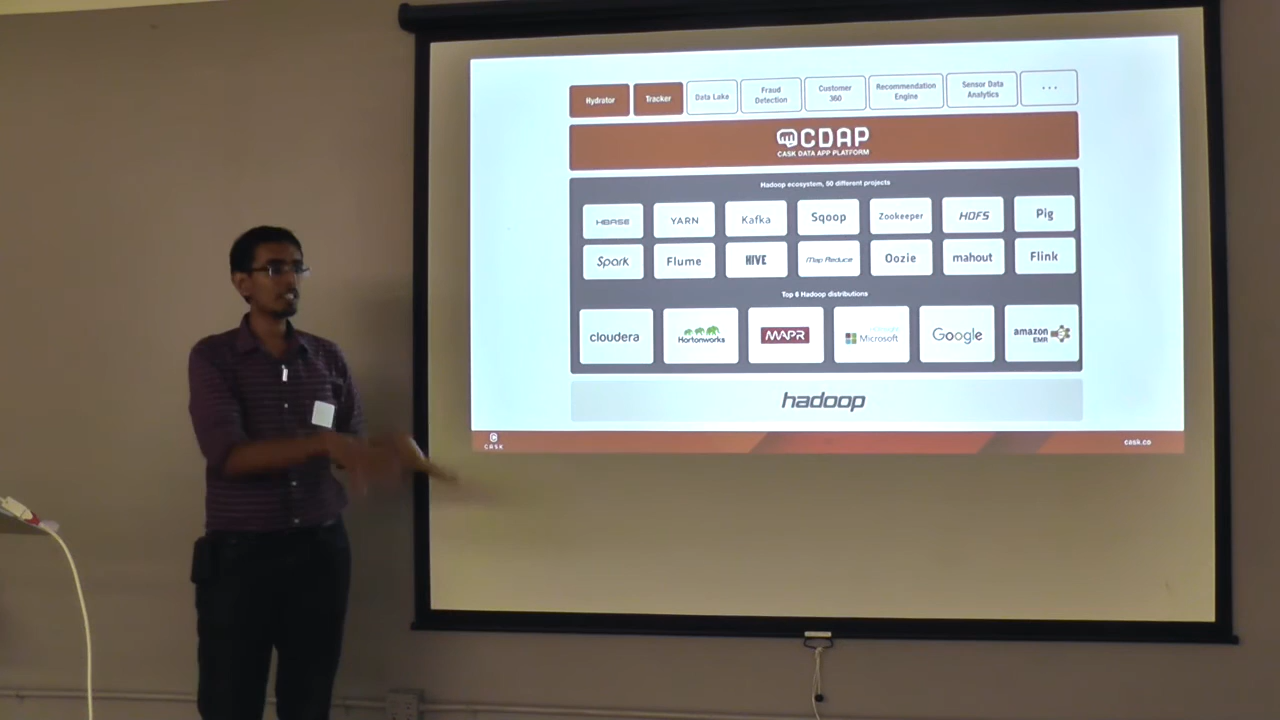 Hydrator Tracker Data Lake Fraud Detection Customer 360 Recommendation Engine Sensor Data Analytics ...
CDAP
CASK DATA APP PLATFORM
Hadoop ecosystem, 50 different projects
HBASE YARN Kafka Sqoop Zookeeper HDFS Pig
Spark Flume HIVE Map Reduce Oozie mahout Flink
Top 6 Hadoop distributions
cloudera Hortonworks MAPR Microsoft Google amazon EMR
hadoop
CASK cask.co